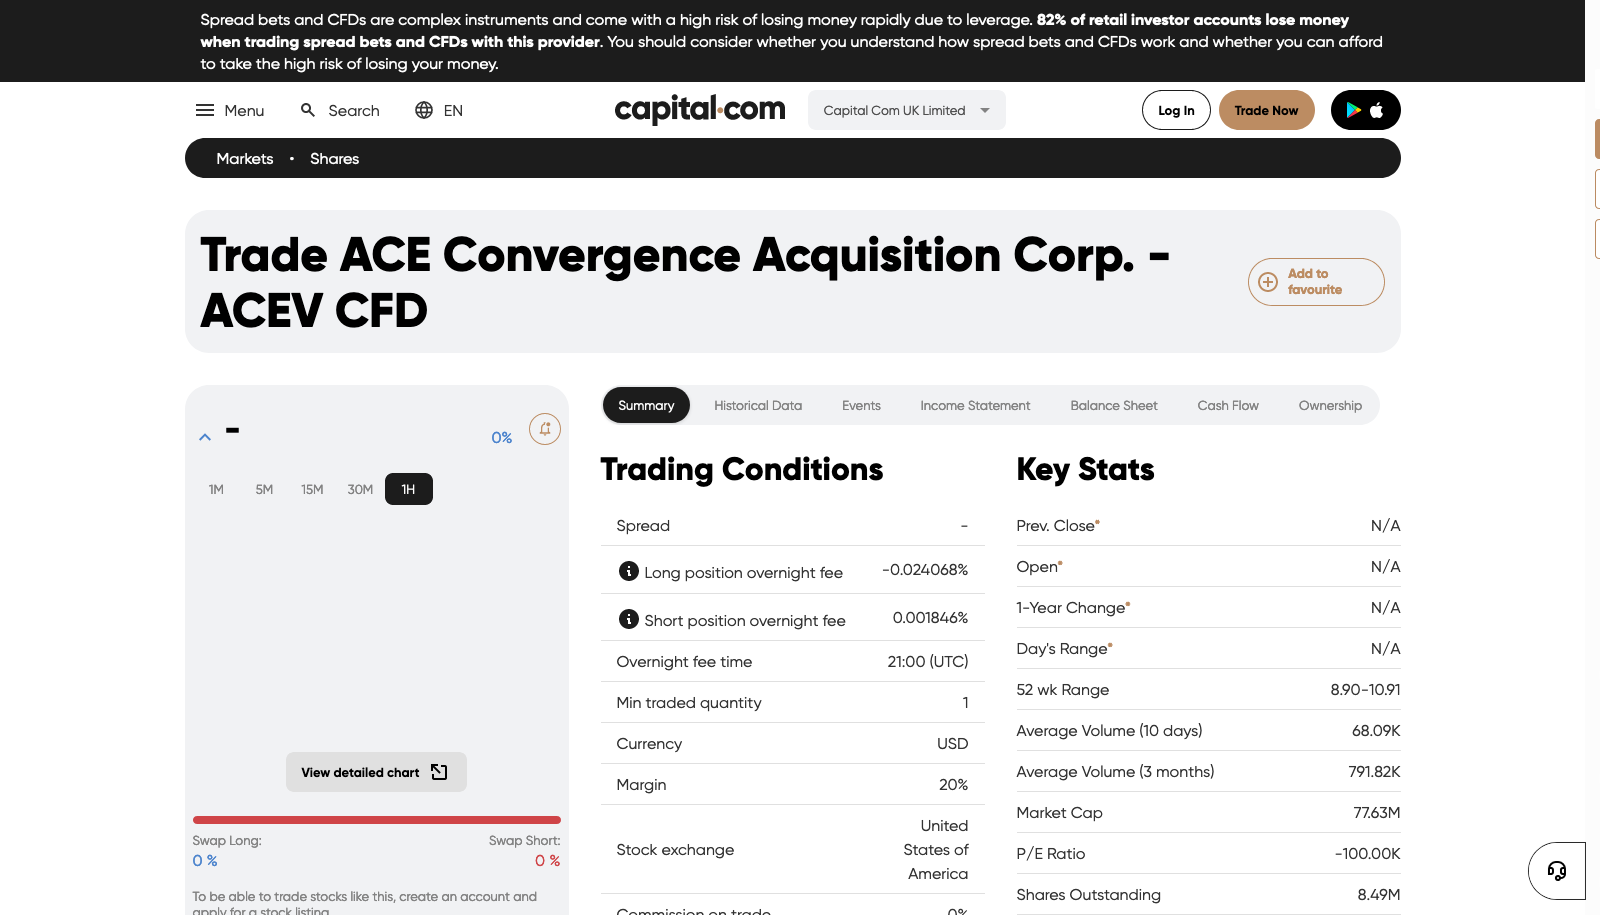 Spread bets and CFDs are complex instruments and come with a high risk of losing money rapidly due to leverage. 82% of retail investor accounts lose money
when trading spread bets and CFDs with this provider. You should consider whether you understand how spread bets and CFDs work and whether you can afford
to take the high risk of losing your money.
Menu
Search
EN
capital.com
Capital Com UK Limited
Log In
Trade Now
Markets
Shares
Trade ACE Convergence Acquisition Corp. -
ACEV CFD
Add to
favourite
-
0%
1M
5M
15M
30M
1H
View detailed chart
Swap Long:
Swap Short:
0 %
0 %
To be able to trade stocks like this, create an account and
apply for a stock listing
Summary
Historical Data
Events
Income Statement
Balance Sheet
Cash Flow
Ownership
Trading Conditions
Spread -
Long position overnight fee -0.024068%
Short position overnight fee 0.001846%
Overnight fee time 21:00 (UTC)
Min traded quantity 1
Currency USD
Margin 20%
Stock exchange United
States of
America
Commission on trade 0%
Key Stats
Prev. Close* N/A
Open* N/A
1-Year Change* N/A
Day's Range* N/A
52 wk Range 8.90-10.91
Average Volume (10 days) 68.09K
Average Volume (3 months) 791.82K
Market Cap 77.63M
P/E Ratio -100.00K
Shares Outstanding 8.49M